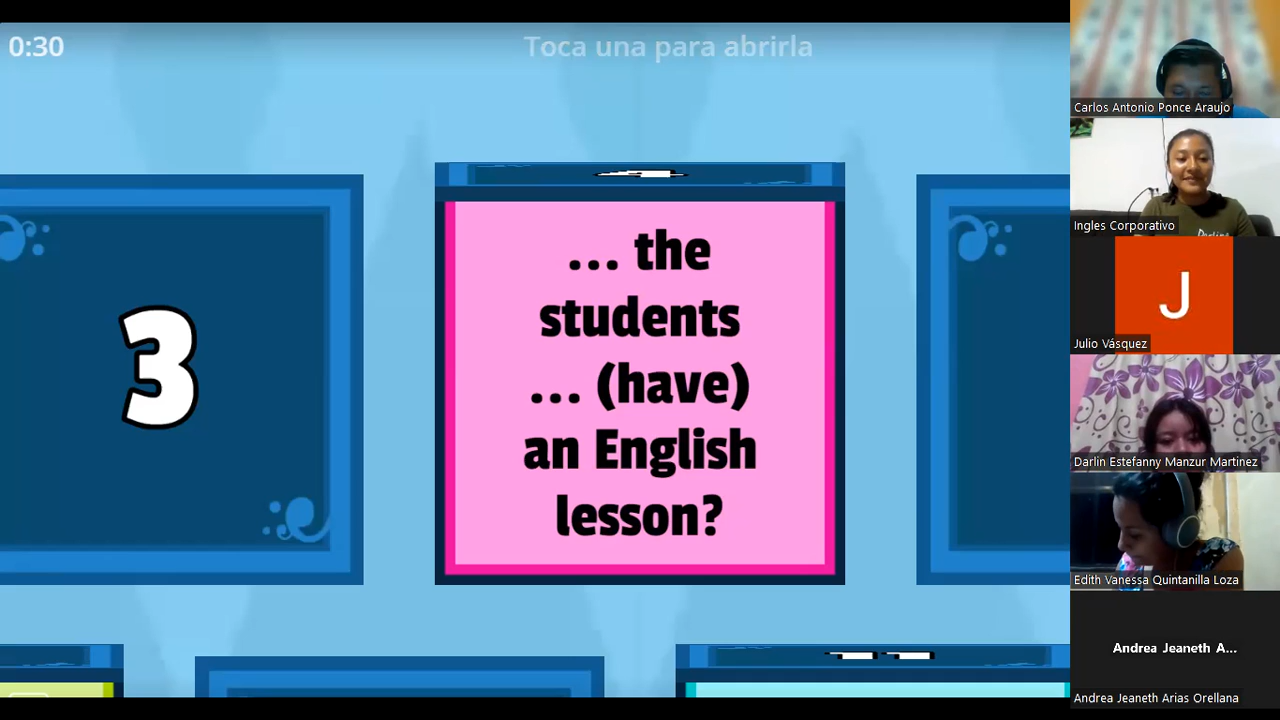 0:30
Toca una para abrirla
3
... the
students
... (have)
an English
lesson?
Carlos Antonio Ponce Araujo
Ingles Corporativo
J
Julio Vásquez
Darlin Estefanny Manzur Martinez
Edith Vanessa Quintanilla Loza
Andrea Jeaneth A...
Andrea Jeaneth Arias Orellana